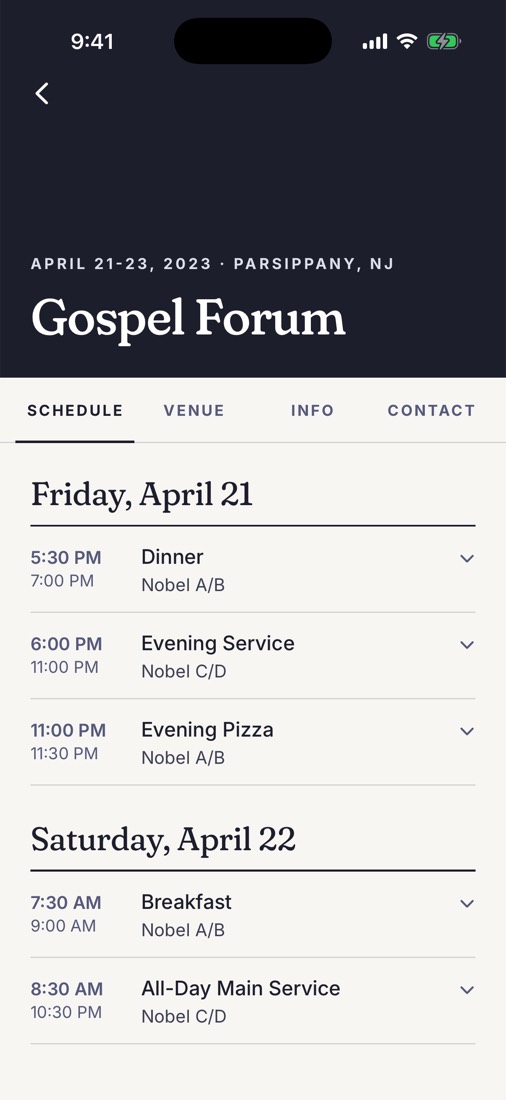 9:41
APRIL 21-23, 2023 · PARSIPPANY, NJ
Gospel Forum
SCHEDULE VENUE INFO CONTACT
Friday, April 21
5:30 PM Dinner
7:00 PM Nobel A/B
6:00 PM Evening Service
11:00 PM Nobel C/D
11:00 PM Evening Pizza
11:30 PM Nobel A/B
Saturday, April 22
7:30 AM Breakfast
9:00 AM Nobel A/B
8:30 AM All-Day Main Service
10:30 PM Nobel C/D